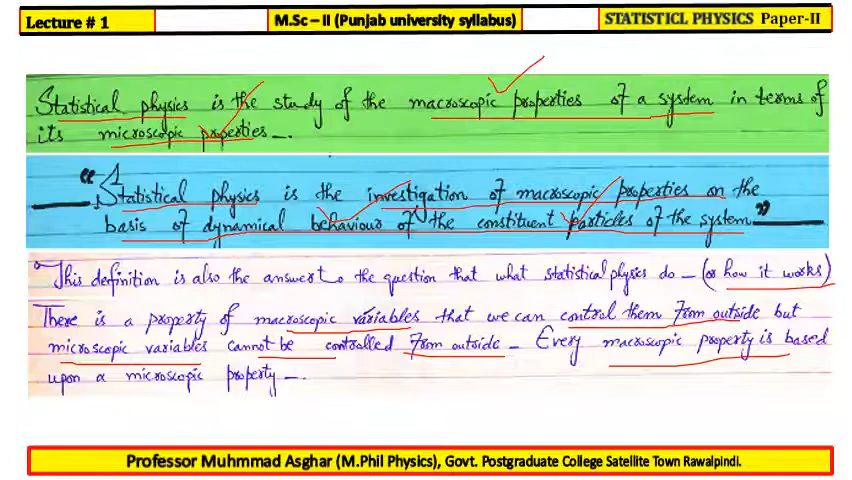 Lecture # 1
M.Sc – II (Punjab university syllabus)
STATISTICL PHYSICS Paper-II
Statistical physics is the study of the macroscopic properties of a system in terms of
its microscopic properties_.
“Statistical physics is the investigation of macroscopic properties on the
basis of dynamical behaviour of the constituent particles of the system”
This definition is also the answer to the question that what statistical physics do – (or how it works)
There is a property of macroscopic variables that we can control them from outside but
microscopic variables cannot be controlled from outside – Every macroscopic property is based
upon a microscopic property –.
Professor Muhmmad Asghar (M.Phil Physics), Govt. Postgraduate College Satellite Town Rawalpindi.